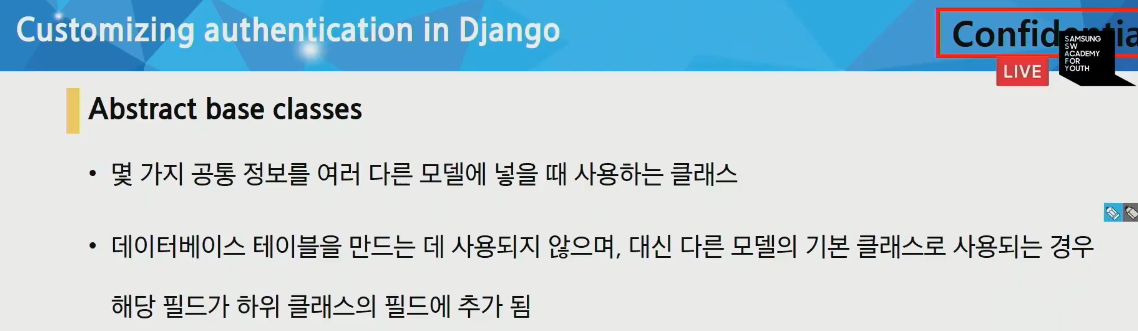 Customizing authentication in Django
Confidentia
SAMSUNG
SW
ACADEMY
FOR
YOUTH
LIVE
Abstract base classes
• 몇 가지 공통 정보를 여러 다른 모델에 넣을 때 사용하는 클래스
• 데이터베이스 테이블을 만드는 데 사용되지 않으며, 대신 다른 모델의 기본 클래스로 사용되는 경우
해당 필드가 하위 클래스의 필드에 추가 됨